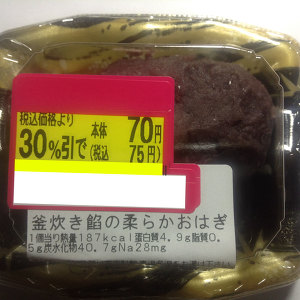 税込価格より
30%引で
本体 70円
(税込 75円)
釜炊き餡の柔らかおはぎ
1個当り熱量187kcal蛋白質4.9g脂質0.
5g炭水化物40.7gNa28mg